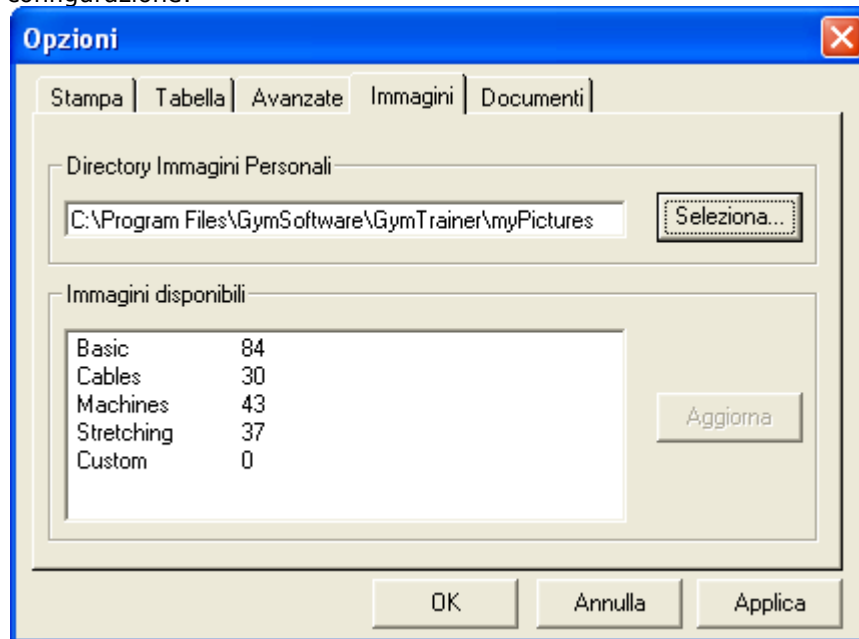 configurazione.
Opzioni
Stampa Tabella Avanzate Immagini Documenti
Directory Immagini Personali
C:\Program Files\GymSoftware\GymTrainer\myPictures Seleziona...
Immagini disponibili
Basic 84
Cables 30
Machines 43
Stretching 37
Custom 0
Aggiorna
OK Annulla Applica